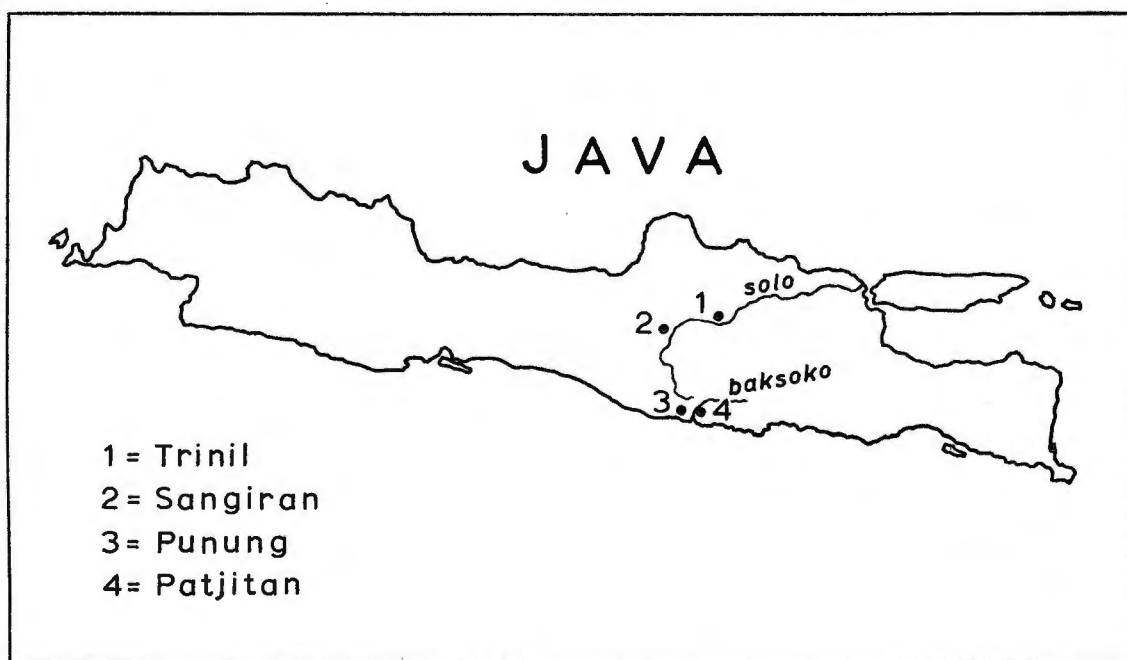 JAVA
solo
1
2
baksoko
3
4
1= Trinil
2= Sangiran
3= Punung
4= Patjitan